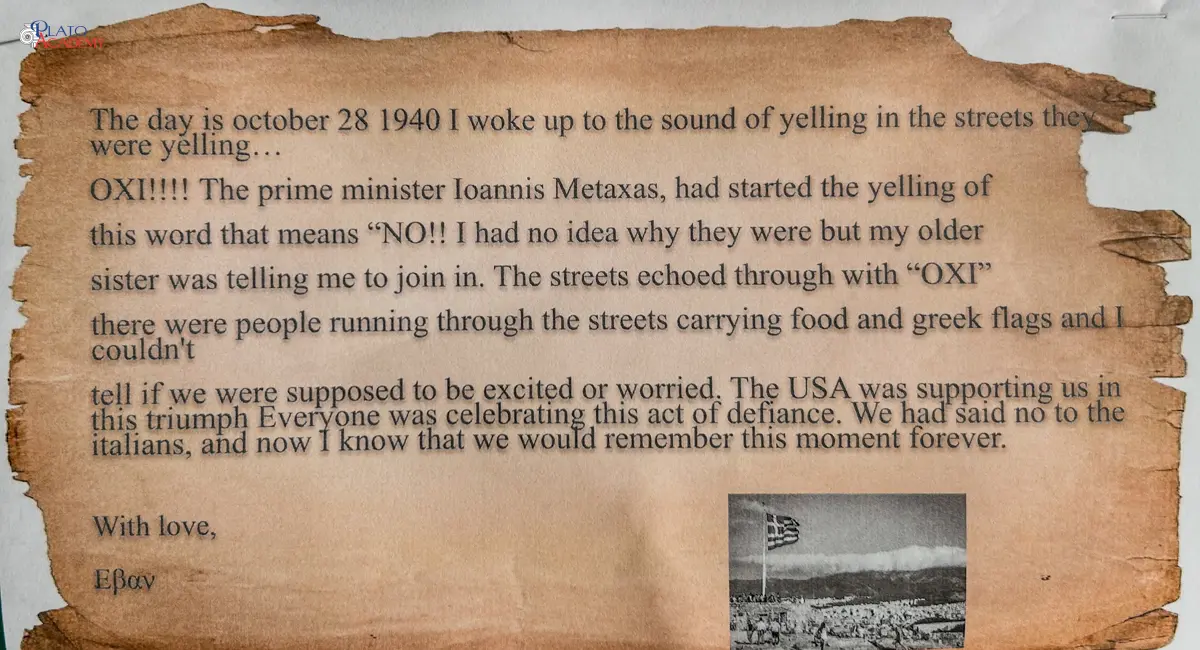 PLATO
ACADEMY
The day is october 28 1940 I woke up to the sound of yelling in the streets they
were yelling…
OXI!!!! The prime minister Ioannis Metaxas, had started the yelling of
this word that means “NO!! I had no idea why they were but my older
sister was telling me to join in. The streets echoed through with “OXI”
there were people running through the streets carrying food and greek flags and I
couldn't
tell if we were supposed to be excited or worried. The USA was supporting us in
this triumph Everyone was celebrating this act of defiance. We had said no to the
italians, and now I know that we would remember this moment forever.
With love,
Εβαν